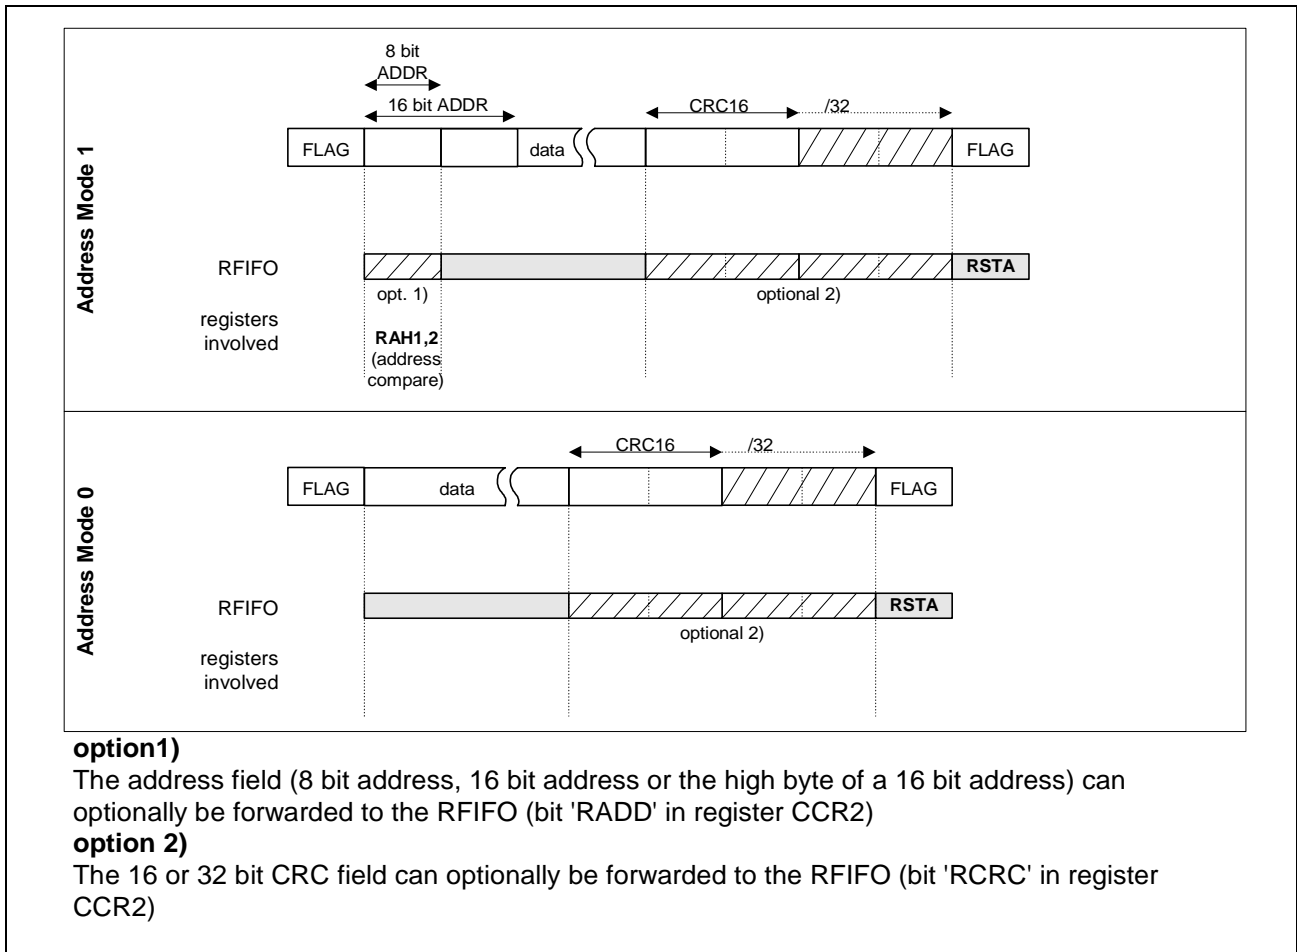 8 bit
ADDR
16 bit ADDR
CRC16 /32
FLAG data FLAG
Address Mode 1
RFIFO RSTA
opt. 1) optional 2)
registers
involved
RAH1,2
(address
compare)
CRC16 /32
FLAG data FLAG
Address Mode 0
RFIFO RSTA
optional 2)
registers
involved
option1)
The address field (8 bit address, 16 bit address or the high byte of a 16 bit address) can
optionally be forwarded to the RFIFO (bit 'RADD' in register CCR2)
option 2)
The 16 or 32 bit CRC field can optionally be forwarded to the RFIFO (bit 'RCRC' in register
CCR2)